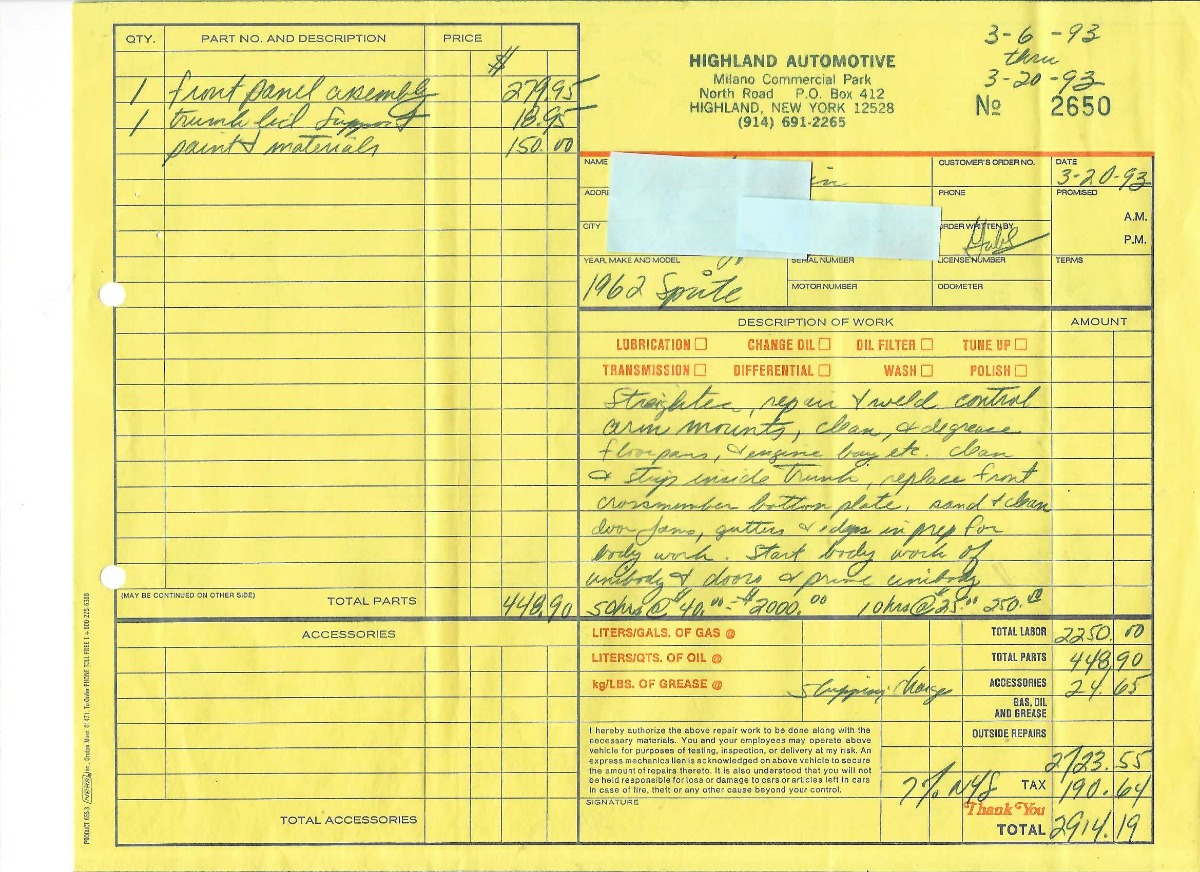 QTY. PART NO. AND DESCRIPTION PRICE
$
1 front panel assembly 279.95
1 trunk lid support 18.95
paint & materials 150.00
(MAY BE CONTINUED ON OTHER SIDE)
TOTAL PARTS 448.90
ACCESSORIES
TOTAL ACCESSORIES
3-6-93
thru
3-20-93
HIGHLAND AUTOMOTIVE
Milano Commercial Park
North Road P.O. Box 412
HIGHLAND, NEW YORK 12528
(914) 691-2265
No 2650
NAME
CUSTOMER'S ORDER NO.
DATE
3-20-93
PHONE
PROMISED
A.M.
P.M.
CITY
ORDER WRITTEN BY
YEAR, MAKE AND MODEL
1962 Sprite
SERIAL NUMBER
LICENSE NUMBER
TERMS
MOTOR NUMBER
ODOMETER
DESCRIPTION OF WORK AMOUNT
LUBRICATION CHANGE OIL OIL FILTER TUNE UP
TRANSMISSION DIFFERENTIAL WASH POLISH
Straighten, repair & weld control
arm mounts, clean, & degrease
floor pans, & engine bay etc. clean
& strip inside trunk, replace front
crossmember bottom plate, sand & clean
door jams, gutters & edges in prep for
body work. Start body work of
unibody & doors & prime unibody
50hrs @ $40.00 - $2000.00 10hrs @ 25.00 250.00
LITERS/GALS. OF GAS @
LITERS/QTS. OF OIL @
kg/LBS. OF GREASE @
shipping charges
TOTAL LABOR 2250.00
TOTAL PARTS 448.90
ACCESSORIES 24.65
GAS, OIL
AND GREASE
OUTSIDE REPAIRS
2723.55
7% NYS TAX 190.64
Thank You
TOTAL 2914.19
I hereby authorize the above repair work to be done along with the
necessary materials. You and your employees may operate above
vehicle for purposes of testing, inspection, or delivery at my risk. An
express mechanics lien is acknowledged on above vehicle to secure
the amount of repairs thereto. It is also understood that you will not
be held responsible for loss or damage to cars or articles left in cars
in case of fire, theft or any other cause beyond your control.
SIGNATURE